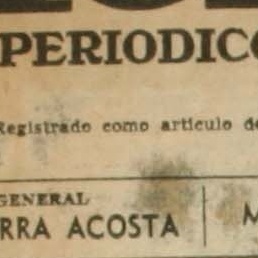 PERIODICO
Registrado como articulo de
GENERAL
RRA ACOSTA